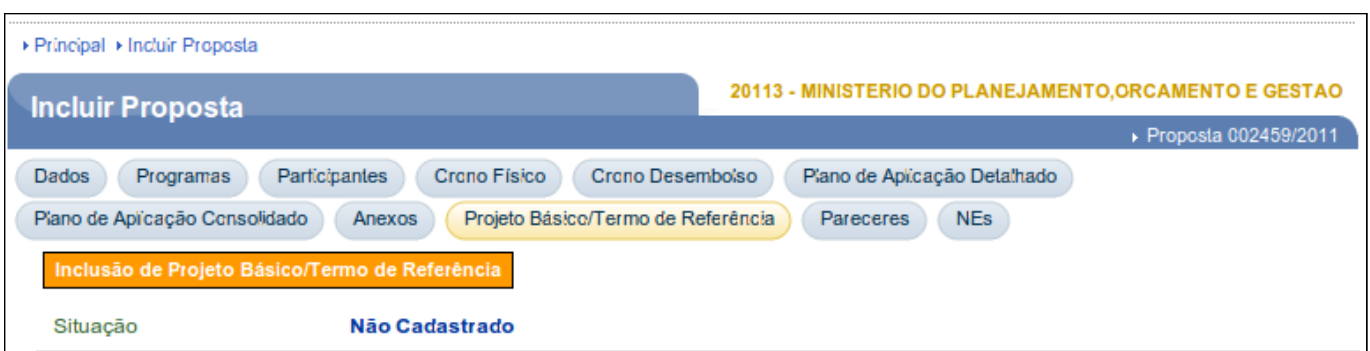 Principal Incluir Proposta
20113 - MINISTERIO DO PLANEJAMENTO,ORCAMENTO E GESTAO
Incluir Proposta
Proposta 002459/2011
Dados Programas Participantes Crono Físico Crono Desembolso Plano de Aplicação Detalhado
Plano de Aplicação Consolidado Anexos Projeto Básico/Termo de Referência Pareceres NEs
Inclusão de Projeto Básico/Termo de Referência
Situação Não Cadastrado